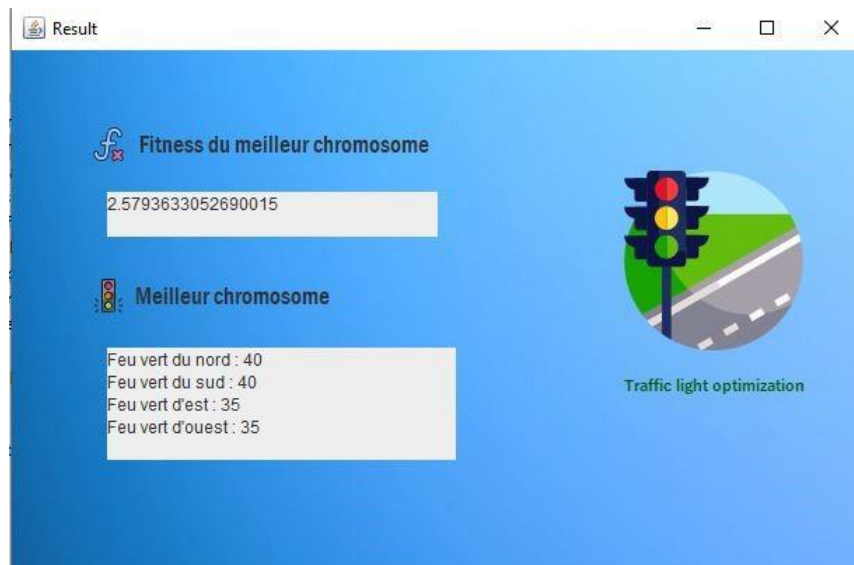 Result
Fitness du meilleur chromosome
2.5793633052690015
Meilleur chromosome
Feu vert du nord : 40
Feu vert du sud : 40
Feu vert d'est : 35
Feu vert d'ouest : 35
Traffic light optimization